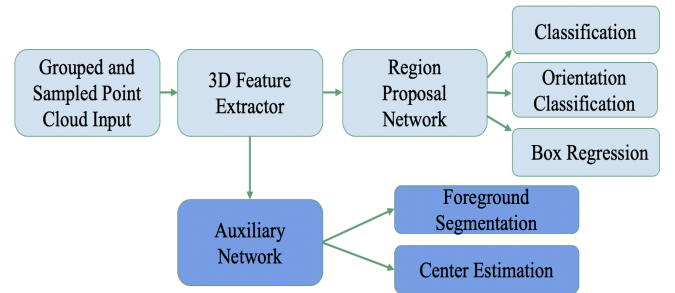 Grouped and
Sampled Point
Cloud Input
3D Feature
Extractor
Region
Proposal
Network
Classification
Orientation
Classification
Box Regression
Auxiliary
Network
Foreground
Segmentation
Center Estimation